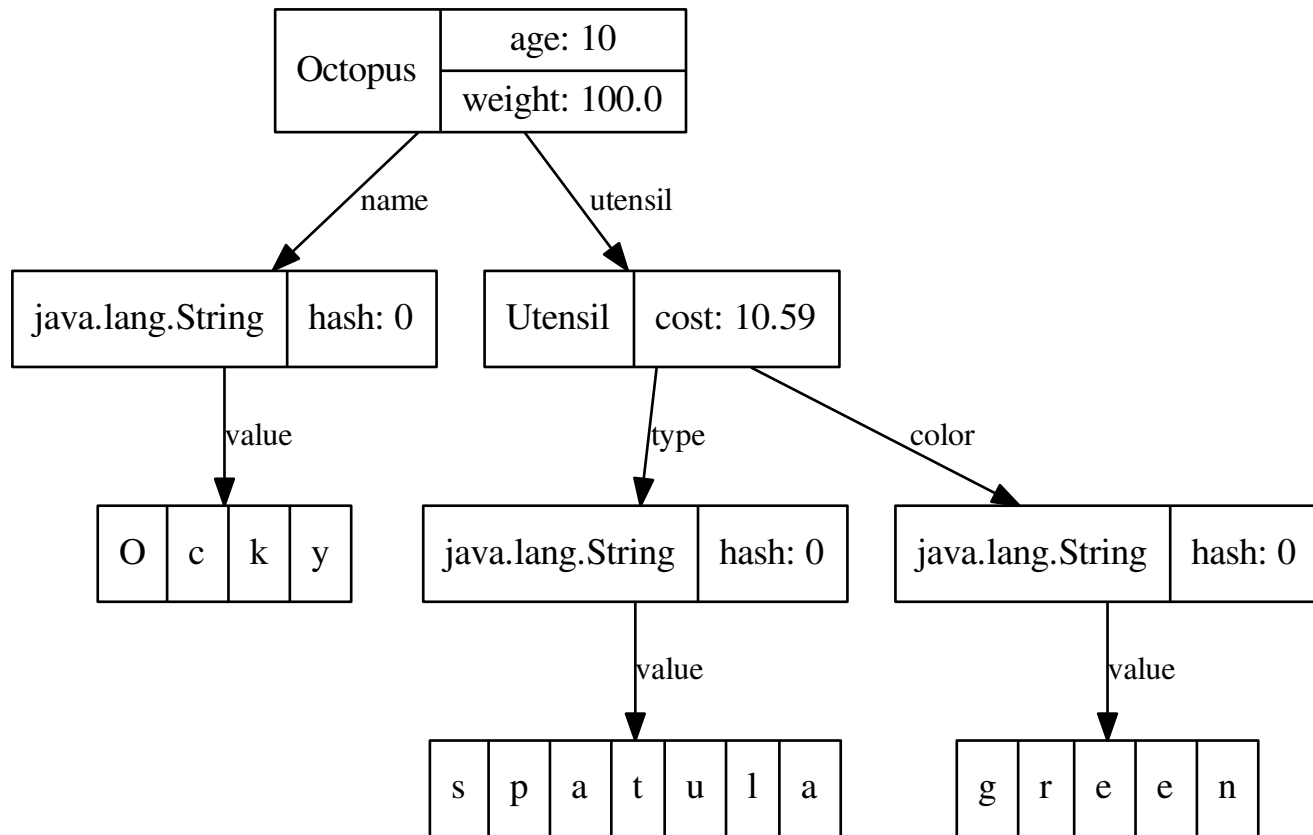 Octopus
age: 10
weight: 100.0
name
utensil
java.lang.String
hash: 0
Utensil
cost: 10.59
value
type
color
O c k y
java.lang.String
hash: 0
java.lang.String
hash: 0
value
value
s p a t u l a
g r e e n